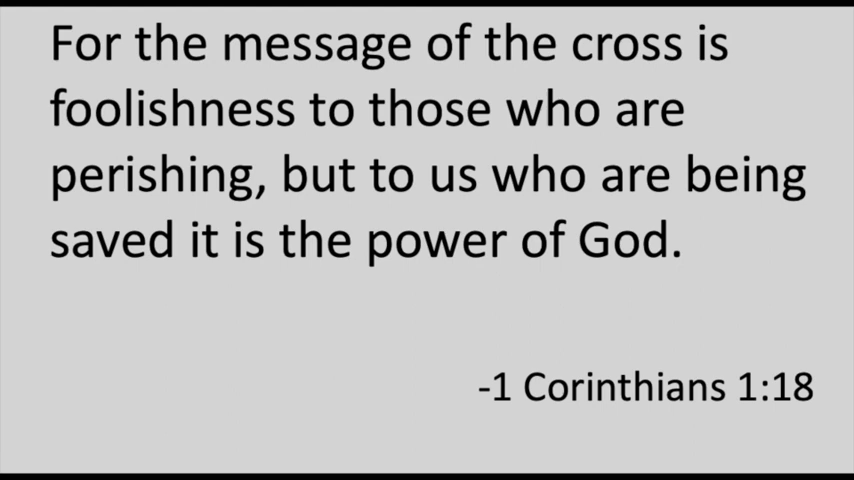 For the message of the cross is
foolishness to those who are
perishing, but to us who are being
saved it is the power of God.
-1 Corinthians 1:18